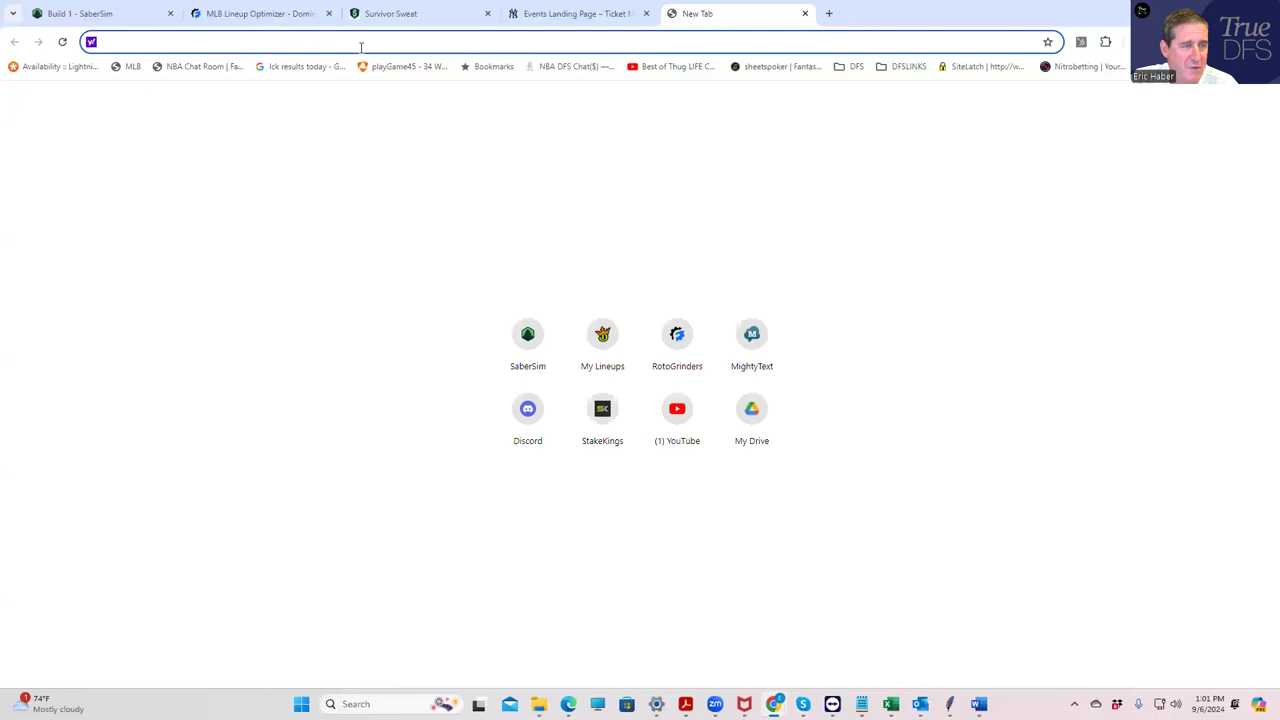 Build 1 - SaberSim
MLB Lineup Optimizer - Domin
Survivor Sweat
Events Landing Page – Ticket M
New Tab
y!
Availability :: Lightni...
MLB
NBA Chat Room | Fa...
lck results today - G...
playGame45 - 34 W...
Bookmarks
NBA DFS Chat($) —...
Best of Thug LIFE C...
sheetspoker | Fantas...
DFS
DFSLINKS
SiteLatch | http://w...
Nitrobetting | Your...
True
DFS
Eric Haber
SaberSim
My Lineups
RotoGrinders
MightyText
M
SK
Discord
StakeKings
(1) YouTube
My Drive
1
74°F
Mostly cloudy
Search
1:01 PM
9/6/2024